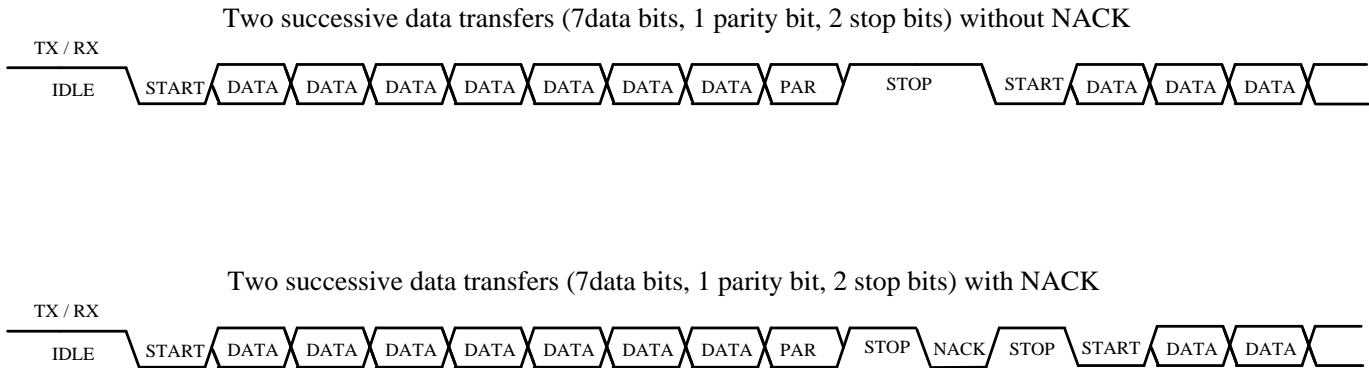 Two successive data transfers (7data bits, 1 parity bit, 2 stop bits) without NACK
TX / RX
IDLE START DATA DATA DATA DATA DATA DATA DATA PAR STOP START DATA DATA DATA
Two successive data transfers (7data bits, 1 parity bit, 2 stop bits) with NACK
TX / RX
IDLE START DATA DATA DATA DATA DATA DATA DATA PAR STOP NACK STOP START DATA DATA